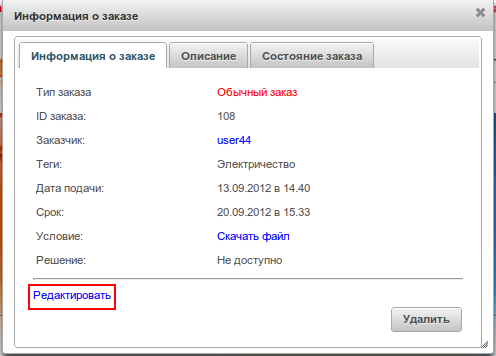 Информация о заказе
Информация о заказе Описание Состояние заказа
Тип заказа Обычный заказ
ID заказа: 108
Заказчик: user44
Теги: Электричество
Дата подачи: 13.09.2012 в 14.40
Срок: 20.09.2012 в 15.33
Условие: Скачать файл
Решение: Не доступно
Редактировать
Удалить